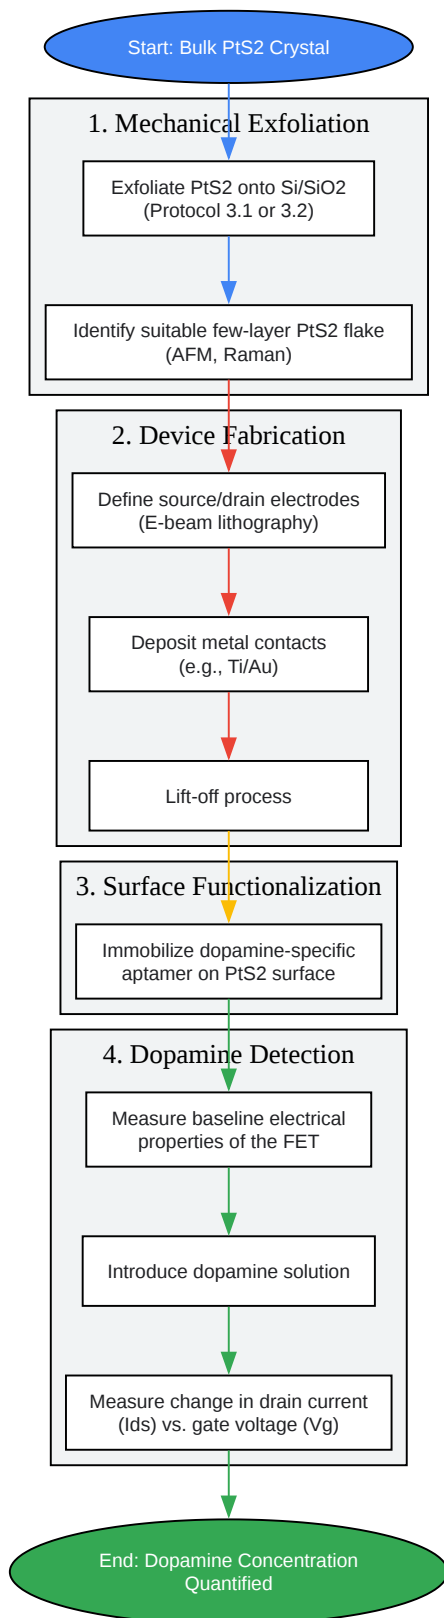 Start: Bulk PtS2 Crystal
1. Mechanical Exfoliation
Exfoliate PtS2 onto Si/SiO2
(Protocol 3.1 or 3.2)
Identify suitable few-layer PtS2 flake
(AFM, Raman)
2. Device Fabrication
Define source/drain electrodes
(E-beam lithography)
Deposit metal contacts
(e.g., Ti/Au)
Lift-off process
3. Surface Functionalization
Immobilize dopamine-specific
aptamer on PtS2 surface
4. Dopamine Detection
Measure baseline electrical
properties of the FET
Introduce dopamine solution
Measure change in drain current
(Ids) vs. gate voltage (Vg)
End: Dopamine Concentration
Quantified